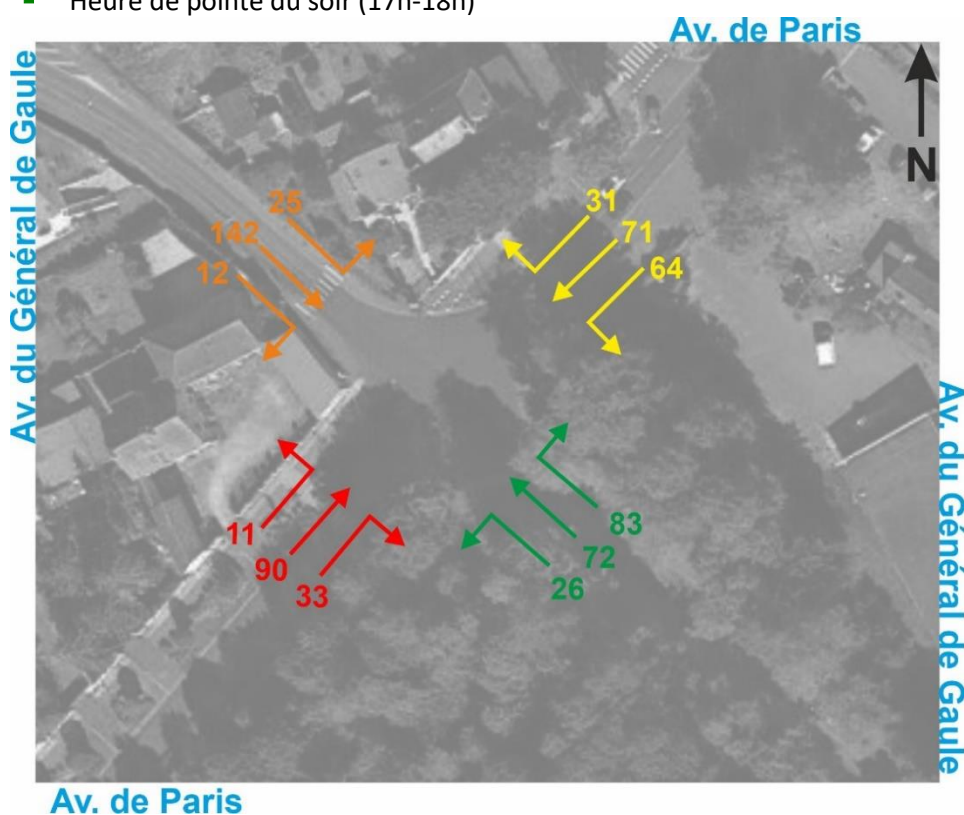 Heure de pointe du soir (17h-18h)
Av. de Paris
Av. du Général de Gaule
N
25
142
12
31
71
64
11
90
33
83
72
26
Av. du Général de Gaule
Av. de Paris